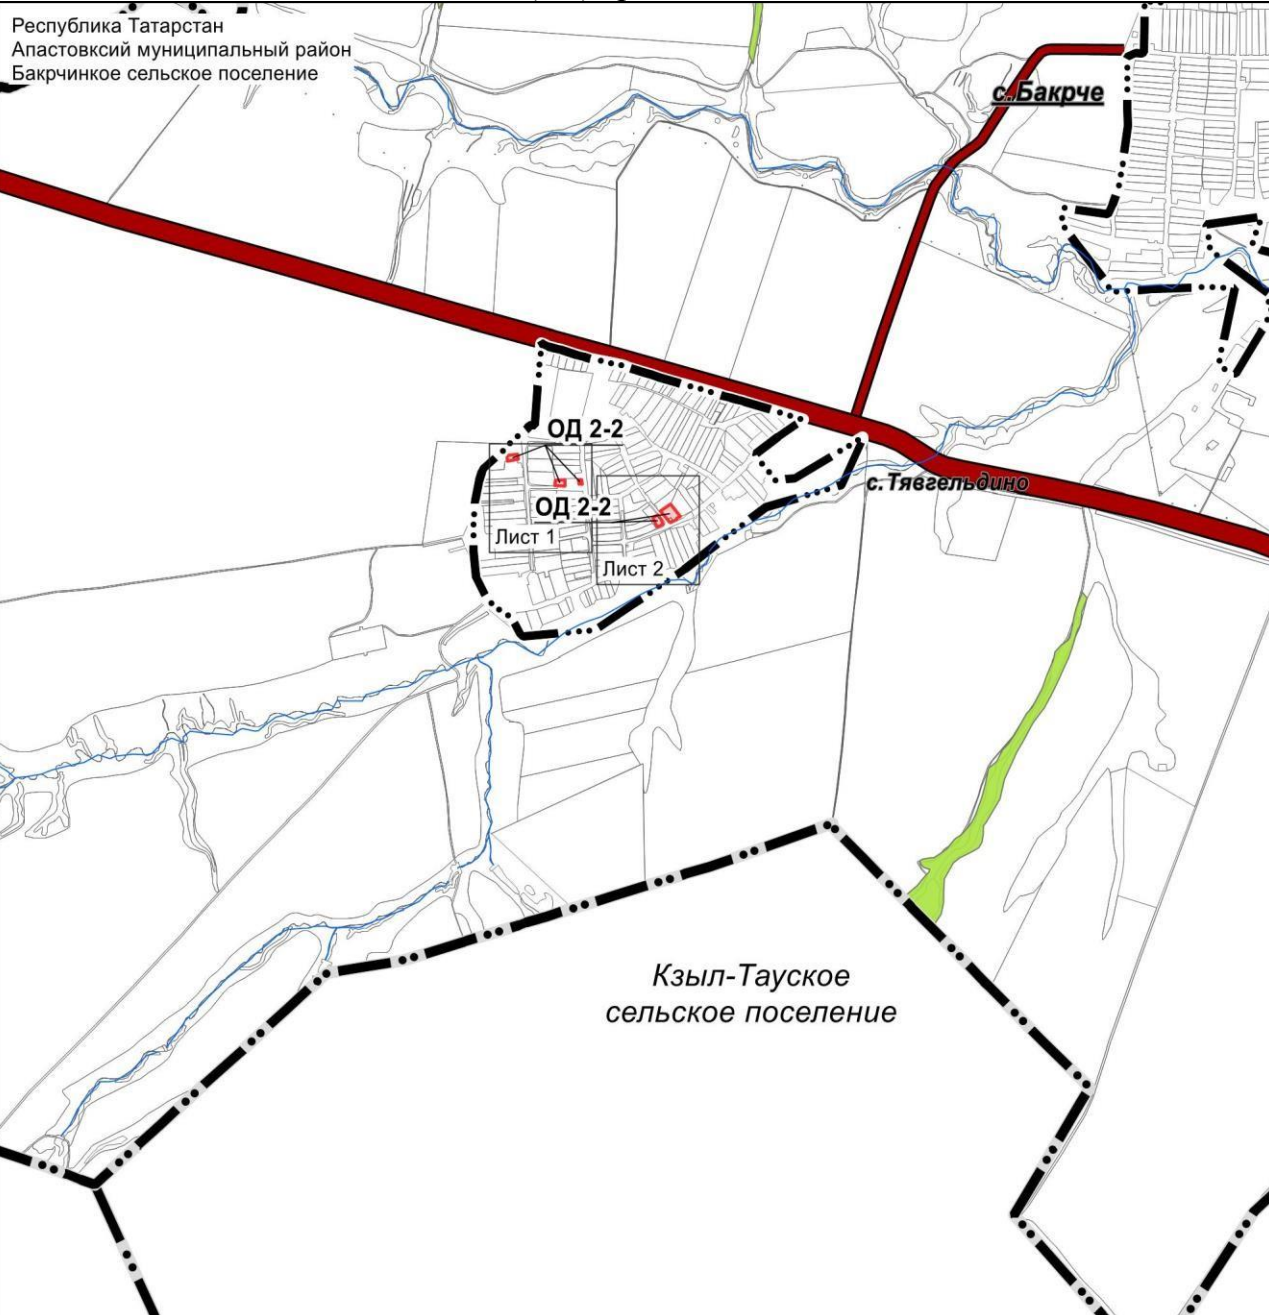 Республика Татарстан
Апастовксий муниципальный район
Бакрчинкое сельское поселение
с.Бакрче
ОД 2-2
с.Тявгельдино
ОД 2-2
Лист 1
Лист 2
Кзыл-Тауское
сельское поселение